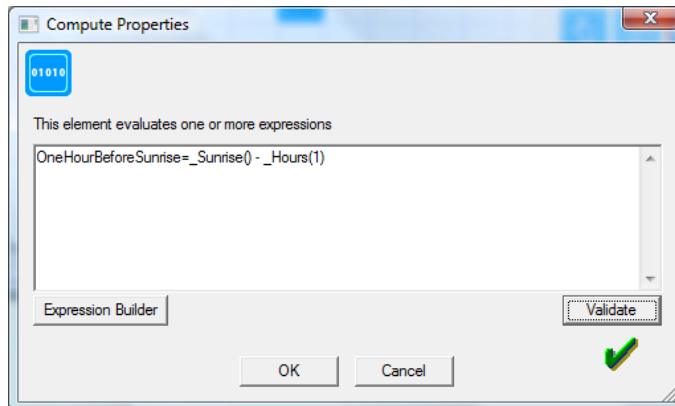 Compute Properties
X
01010
This element evaluates one or more expressions
OneHourBeforeSunrise=_Sunrise() - _Hours(1)
Expression Builder
Validate
OK
Cancel